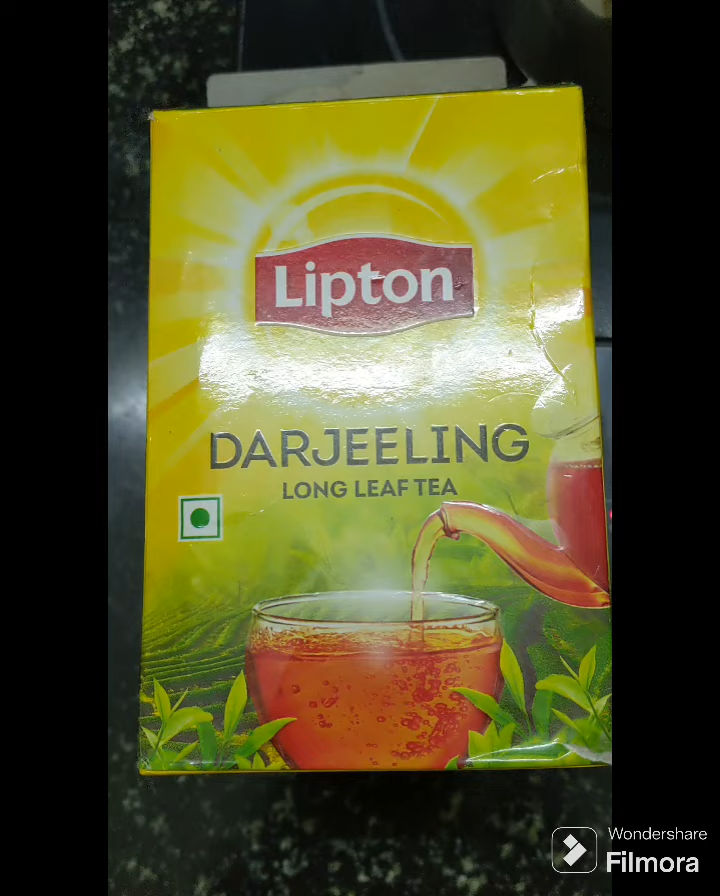 Lipton
DARJEELING
LONG LEAF TEA
Wondershare
Filmora